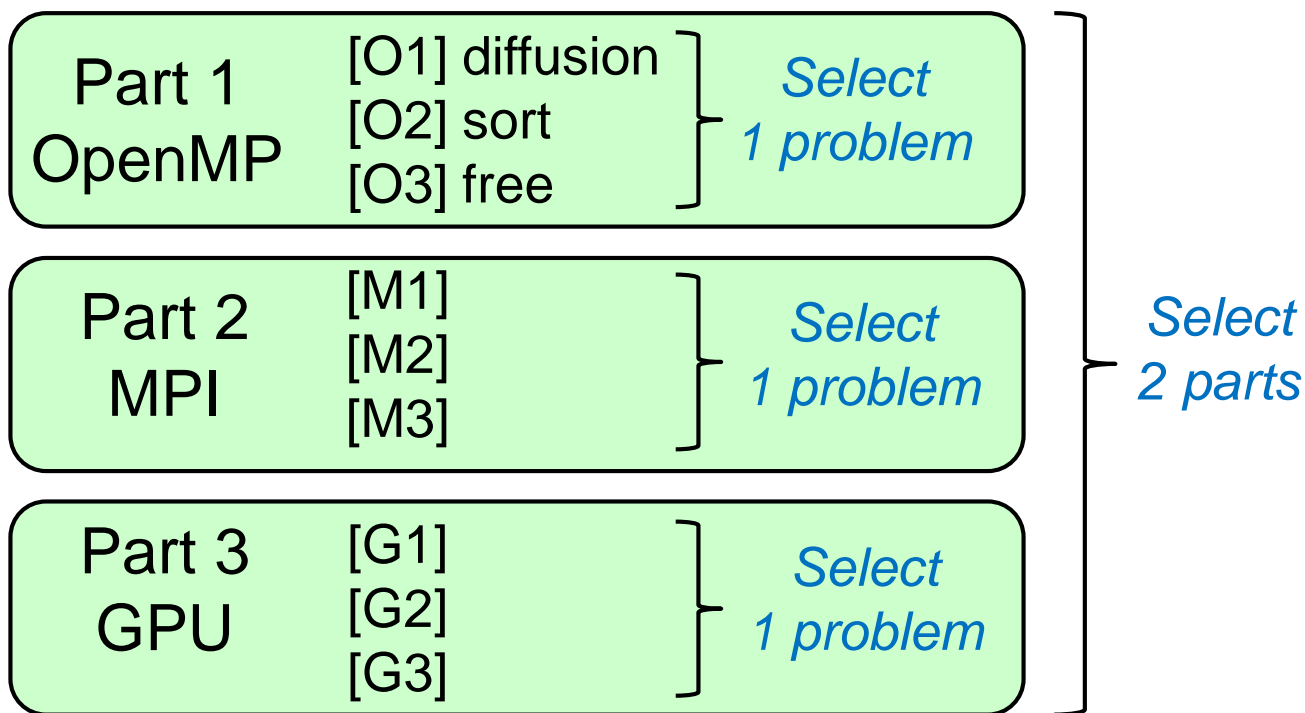 Part 1
OpenMP
[O1] diffusion
[O2] sort
[O3] free
Select
1 problem
Part 2
MPI
[M1]
[M2]
[M3]
Select
1 problem
Part 3
GPU
[G1]
[G2]
[G3]
Select
1 problem
Select
2 parts